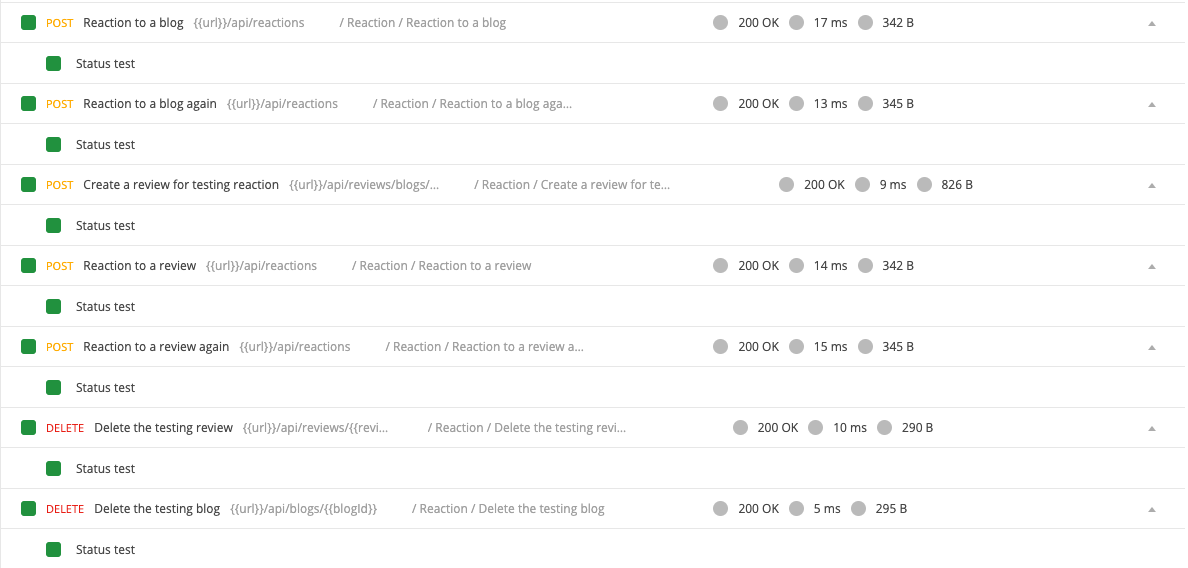 POST Reaction to a blog {{url}}/api/reactions / Reaction / Reaction to a blog 200 OK 17 ms 342 B
Status test
POST Reaction to a blog again {{url}}/api/reactions / Reaction / Reaction to a blog aga... 200 OK 13 ms 345 B
Status test
POST Create a review for testing reaction {{url}}/api/reviews/blogs/... / Reaction / Create a review for te... 200 OK 9 ms 826 B
Status test
POST Reaction to a review {{url}}/api/reactions / Reaction / Reaction to a review 200 OK 14 ms 342 B
Status test
POST Reaction to a review again {{url}}/api/reactions / Reaction / Reaction to a review a... 200 OK 15 ms 345 B
Status test
DELETE Delete the testing review {{url}}/api/reviews/{{revi... / Reaction / Delete the testing revi... 200 OK 10 ms 290 B
Status test
DELETE Delete the testing blog {{url}}/api/blogs/{{blogId}} / Reaction / Delete the testing blog 200 OK 5 ms 295 B
Status test